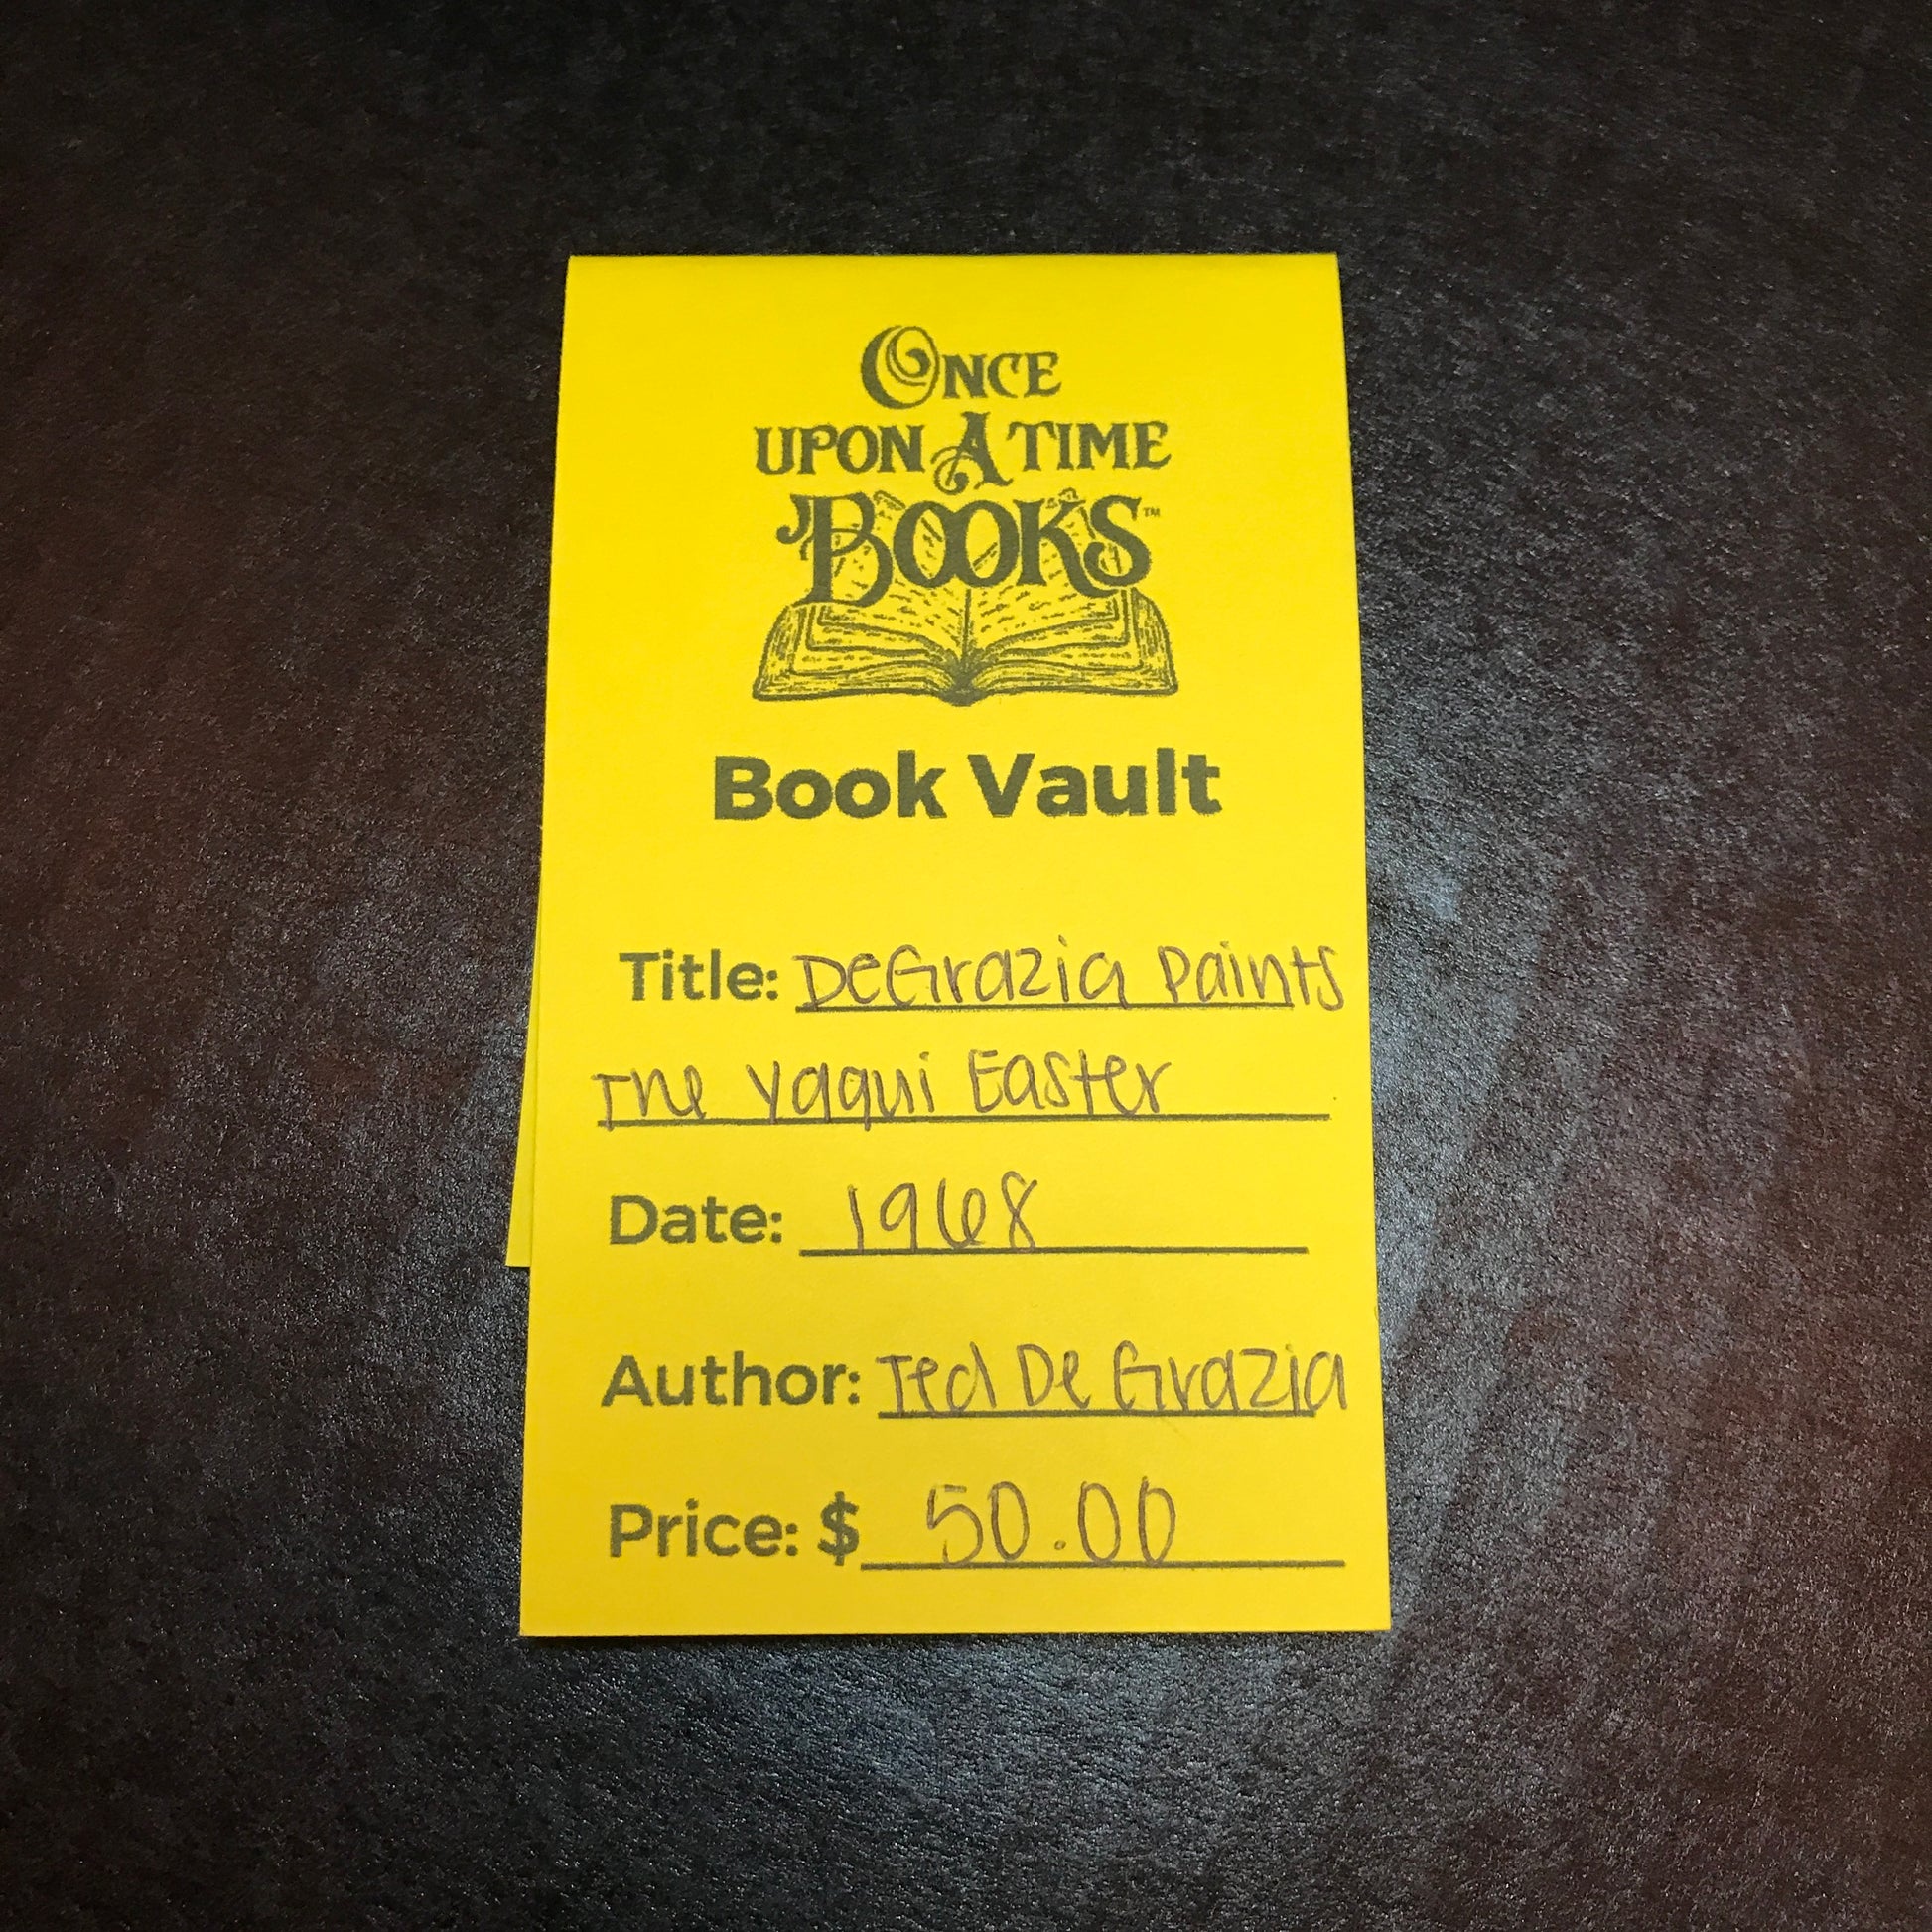 ONCE
UPON A TIME
BOOKS™
Book Vault
Title: DeGrazia Paints
The Yaqui Easter
Date: 1968
Author: Ted De Grazia
Price: $ 50.00